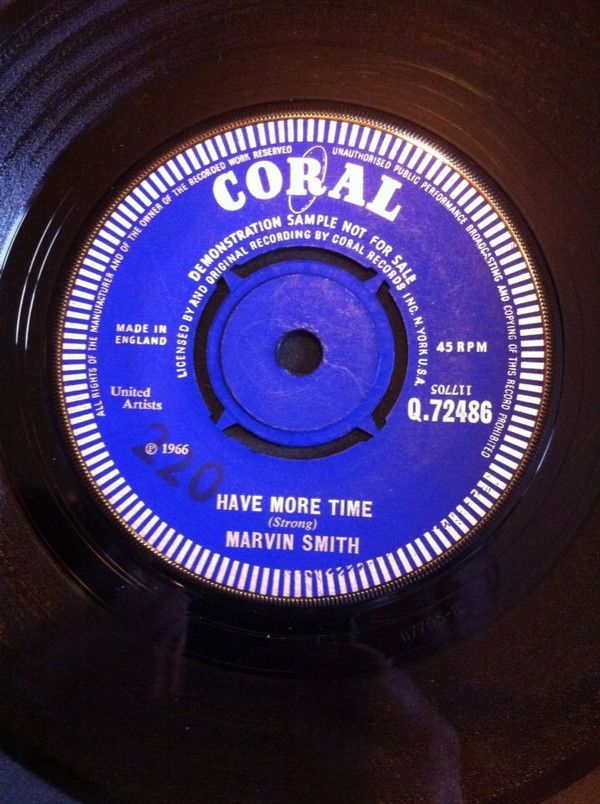 ALL RIGHTS OF THE MANUFACTURER AND OF THE OWNER OF THE RECORDED WORK RESERVED
UNAUTHORISED PUBLIC PERFORMANCE BROADCASTING AND COPYING OF THIS RECORD PROHIBITED
CORAL
DEMONSTRATION SAMPLE NOT FOR SALE
LICENSED BY AND ORIGINAL RECORDING BY CORAL RECORDS INC. N.YORK U.S.A.
MADE IN
ENGLAND
45 RPM
117705
United
Artists
Q.72486
℗ 1966
220
HAVE MORE TIME
(Strong)
MARVIN SMITH